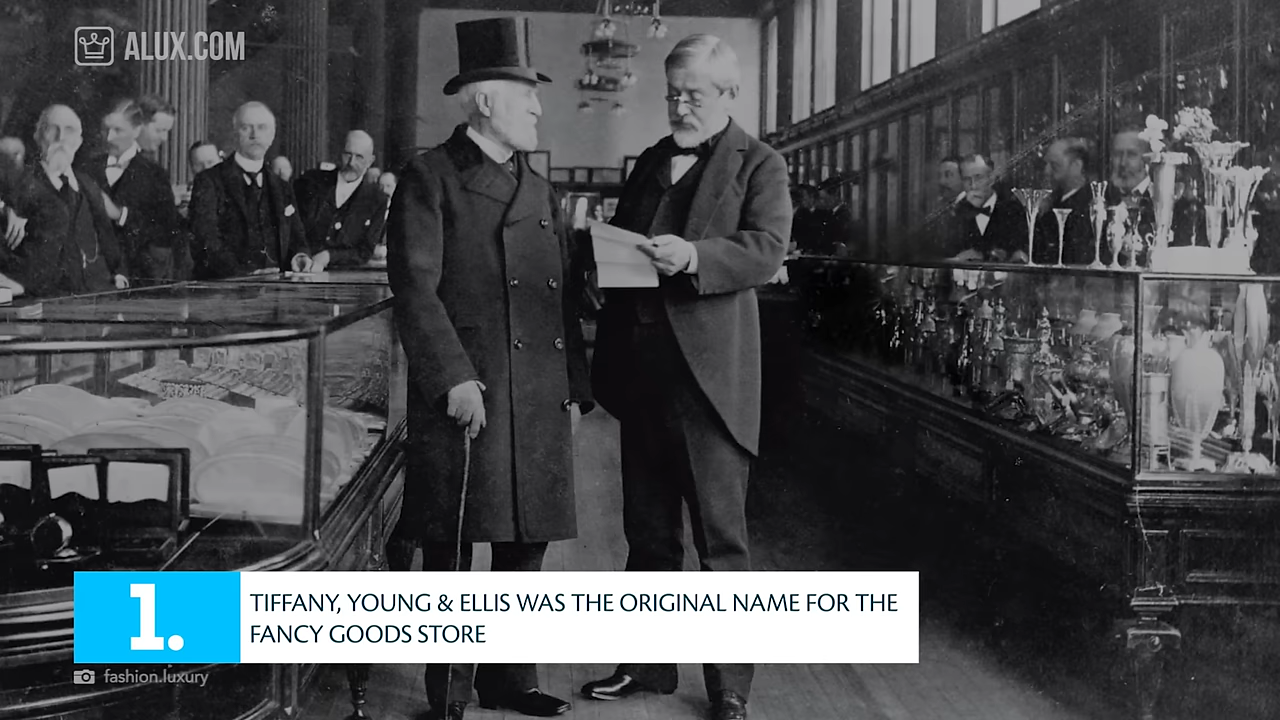 ALUX.COM
1.
TIFFANY, YOUNG & ELLIS WAS THE ORIGINAL NAME FOR THE
FANCY GOODS STORE
fashion.luxury